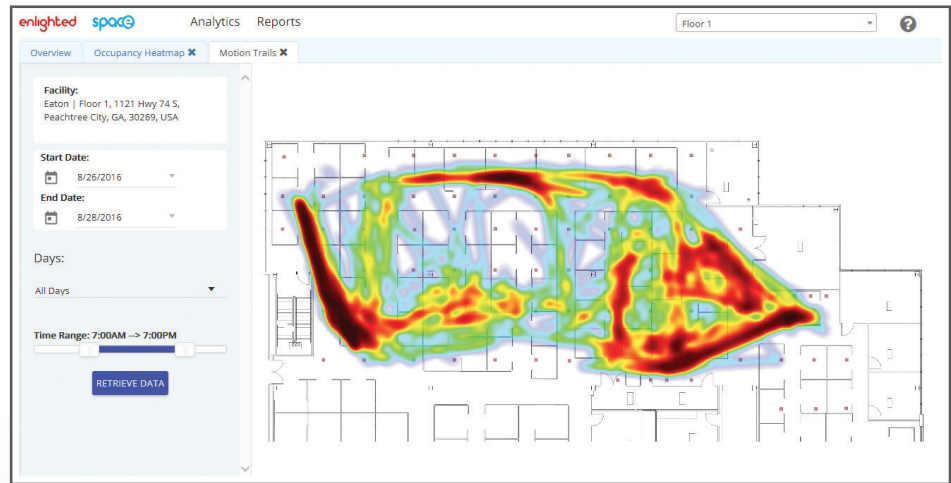 enlighted space Analytics Reports Floor 1 ?
Overview Occupancy Heatmap ✖ Motion Trails ✖
Facility:
Eaton | Floor 1, 1121 Hwy 74 S,
Peachtree City, GA, 30269, USA
Start Date:
8/26/2016
End Date:
8/28/2016
Days:
All Days
Time Range: 7:00AM --> 7:00PM
RETRIEVE DATA